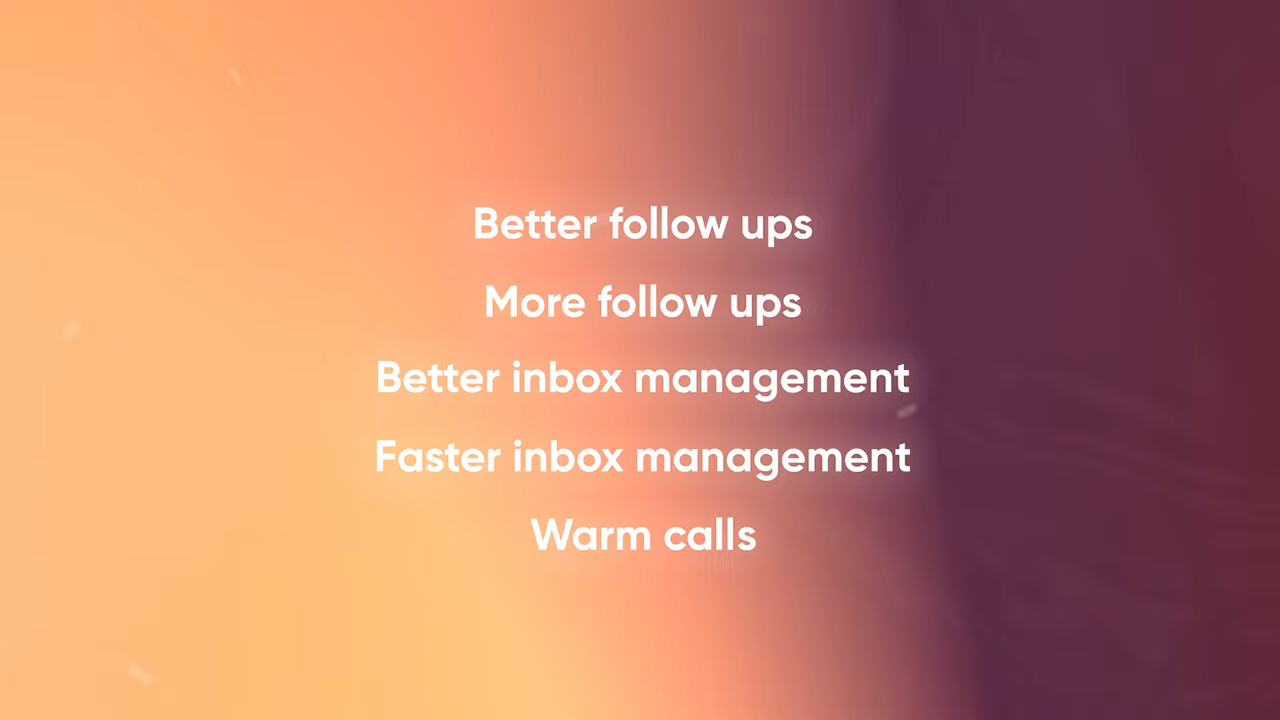 Better follow ups
More follow ups
Better inbox management
Faster inbox management
Warm calls